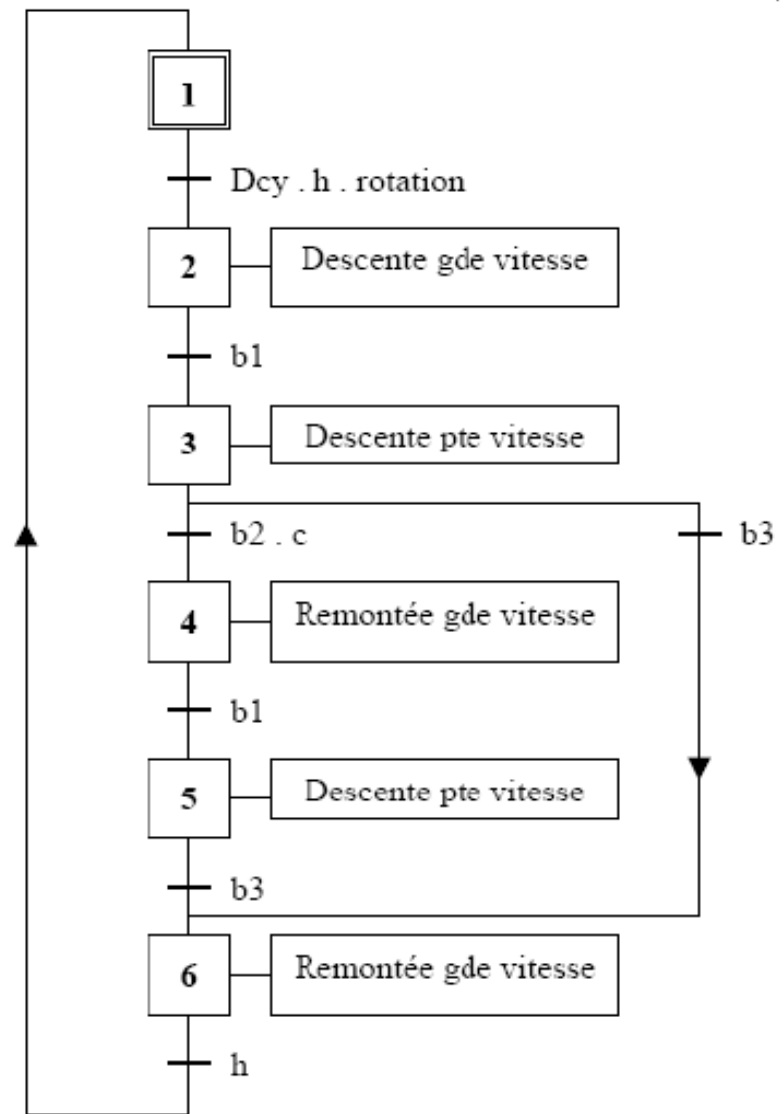 1
Dcy . h . rotation
2
Descente gde vitesse
b1
3
Descente pte vitesse
b2 . c
b3
4
Remontée gde vitesse
b1
5
Descente pte vitesse
b3
6
Remontée gde vitesse
h